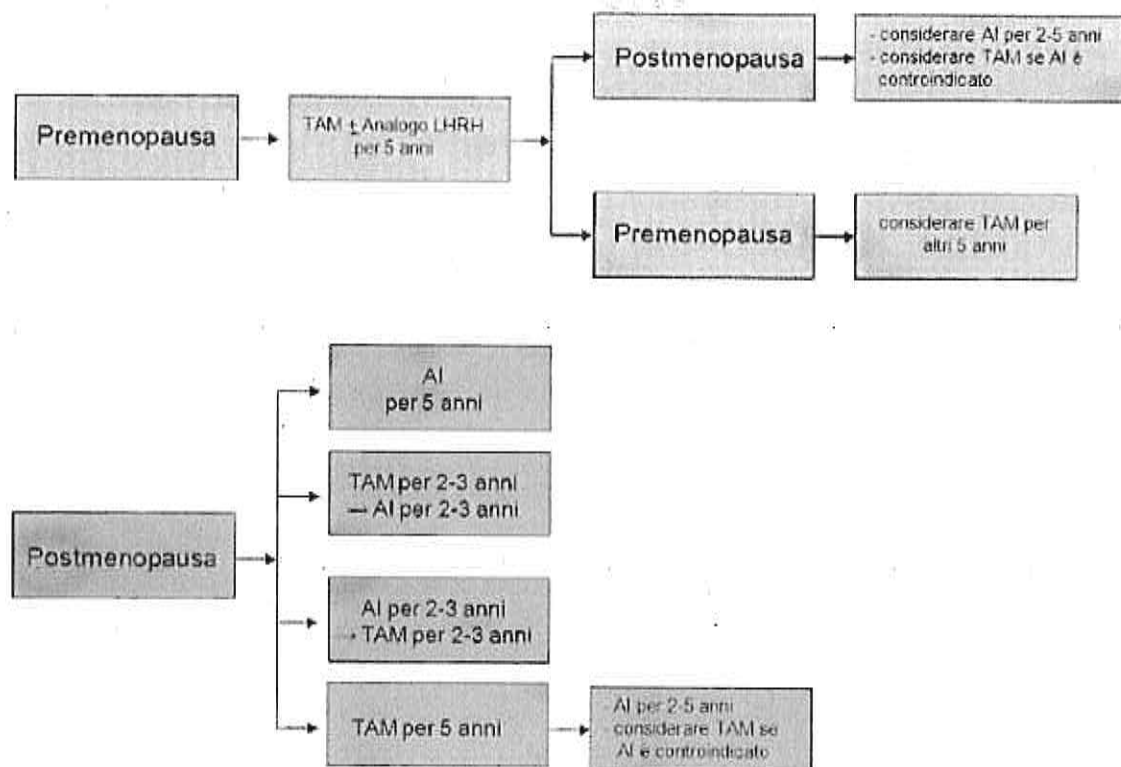 Premenopausa
TAM ± Analogo LHRH
per 5 anni
Postmenopausa
- considerare AI per 2-5 anni
- considerare TAM se AI è
controindicato
Premenopausa
considerare TAM per
altri 5 anni
Postmenopausa
AI
per 5 anni
TAM per 2-3 anni
→ AI per 2-3 anni
AI per 2-3 anni
→ TAM per 2-3 anni
TAM per 5 anni
- AI per 2-5 anni
considerare TAM se
AI è controindicato